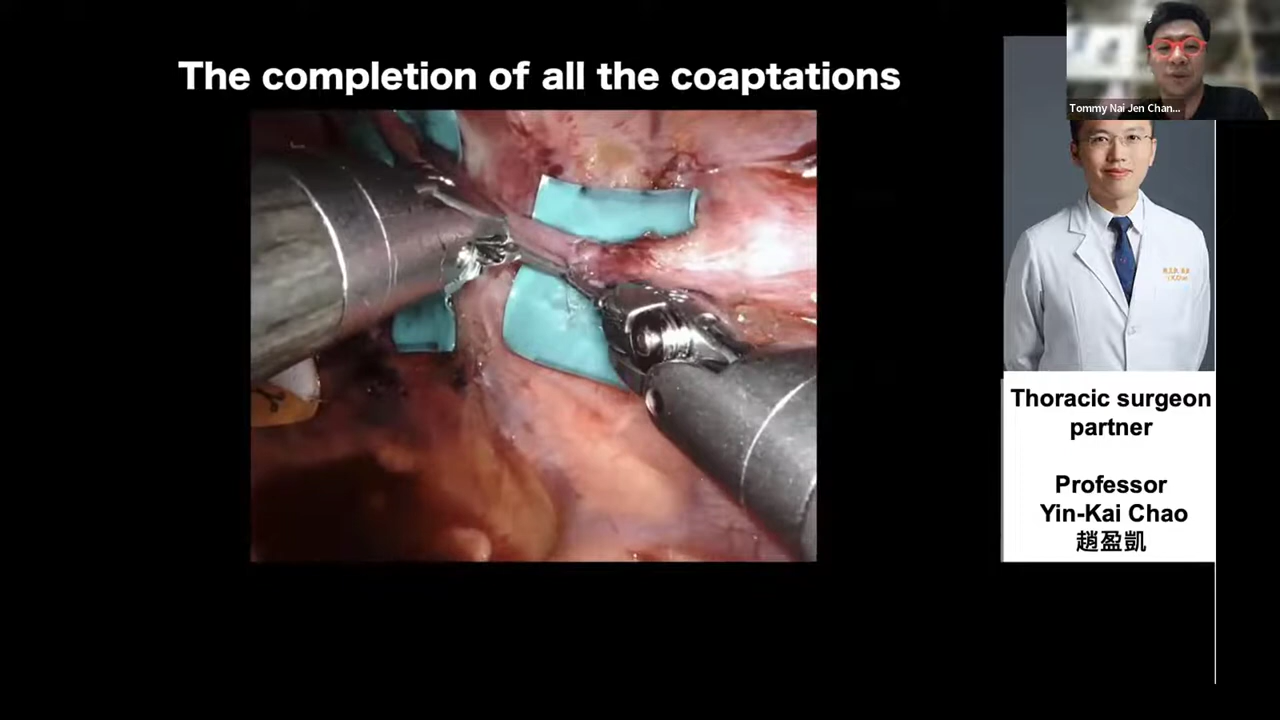 The completion of all the coaptations
Tommy Nai Jen Chan...
Thoracic surgeon
partner
Professor
Yin-Kai Chao
趙盈凱